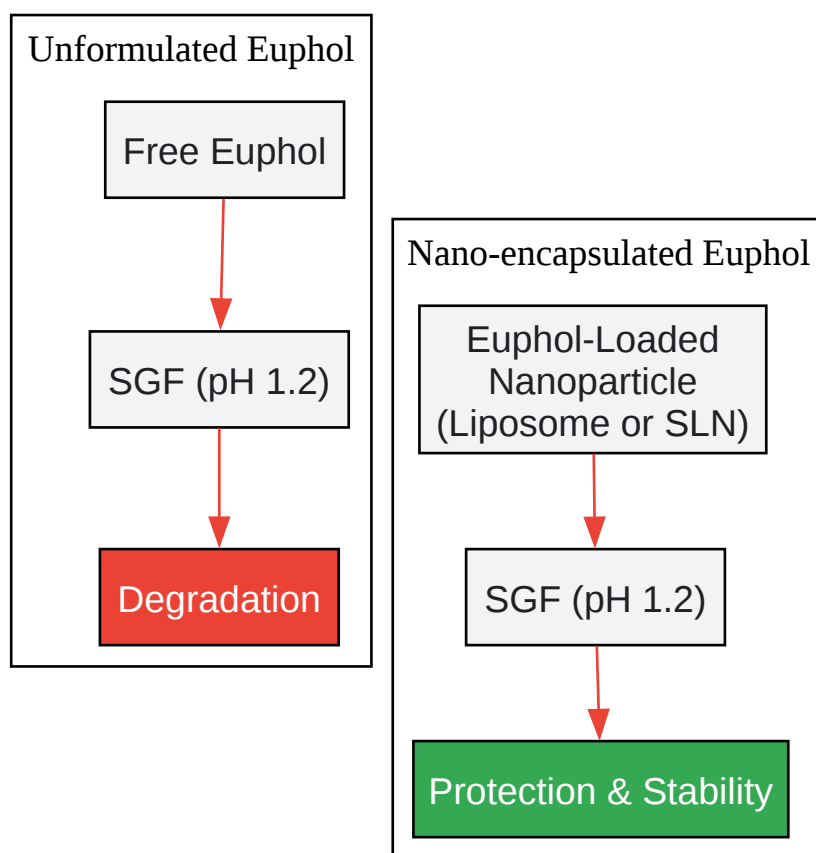 Unformulated Euphol
Free Euphol
SGF (pH 1.2)
Degradation
Nano-encapsulated Euphol
Euphol-Loaded
Nanoparticle
(Liposome or SLN)
SGF (pH 1.2)
Protection & Stability